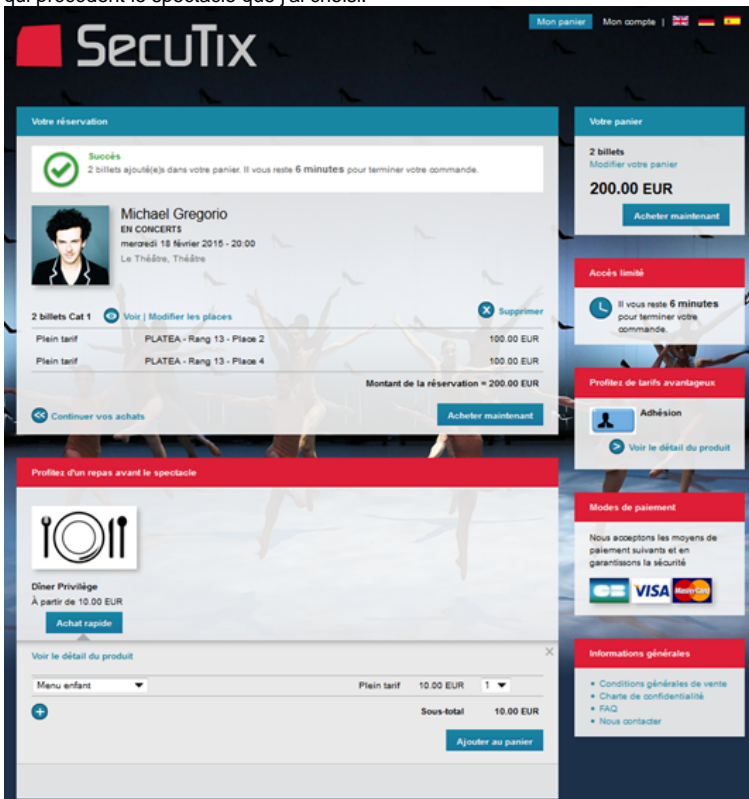 qui précèdent le spectacle que j'ai choisi.
SecuTix
Mon panier Mon compte |
Votre réservation
Succès
2 billets ajouté(e)s dans votre panier. Il vous reste 6 minutes pour terminer votre commande.
Michael Gregorio
EN CONCERTS
mercredi 18 février 2015 - 20:00
Le Théâtre, Théâtre
2 billets Cat 1 Voir | Modifier les places Supprimer
Plein tarif PLATEA - Rang 13 - Place 2 100.00 EUR
Plein tarif PLATEA - Rang 13 - Place 4 100.00 EUR
Montant de la réservation = 200.00 EUR
Continuer vos achats Acheter maintenant
Profitez d'un repas avant le spectacle
Dîner Privilège
À partir de 10.00 EUR
Achat rapide
Voir le détail du produit
Menu enfant Plein tarif 10.00 EUR 1
Sous-total 10.00 EUR
Ajouter au panier
Votre panier
2 billets
Modifier votre panier
200.00 EUR
Acheter maintenant
Accès limité
Il vous reste 6 minutes
pour terminer votre
commande.
Profitez de tarifs avantageux
Adhésion
Voir le détail du produit
Modes de paiement
Nous acceptons les moyens de
paiement suivants et en
garantissons la sécurité
CB VISA MasterCard
Informations générales
Conditions générales de vente
Charte de confidentialité
FAQ
Nous contacter